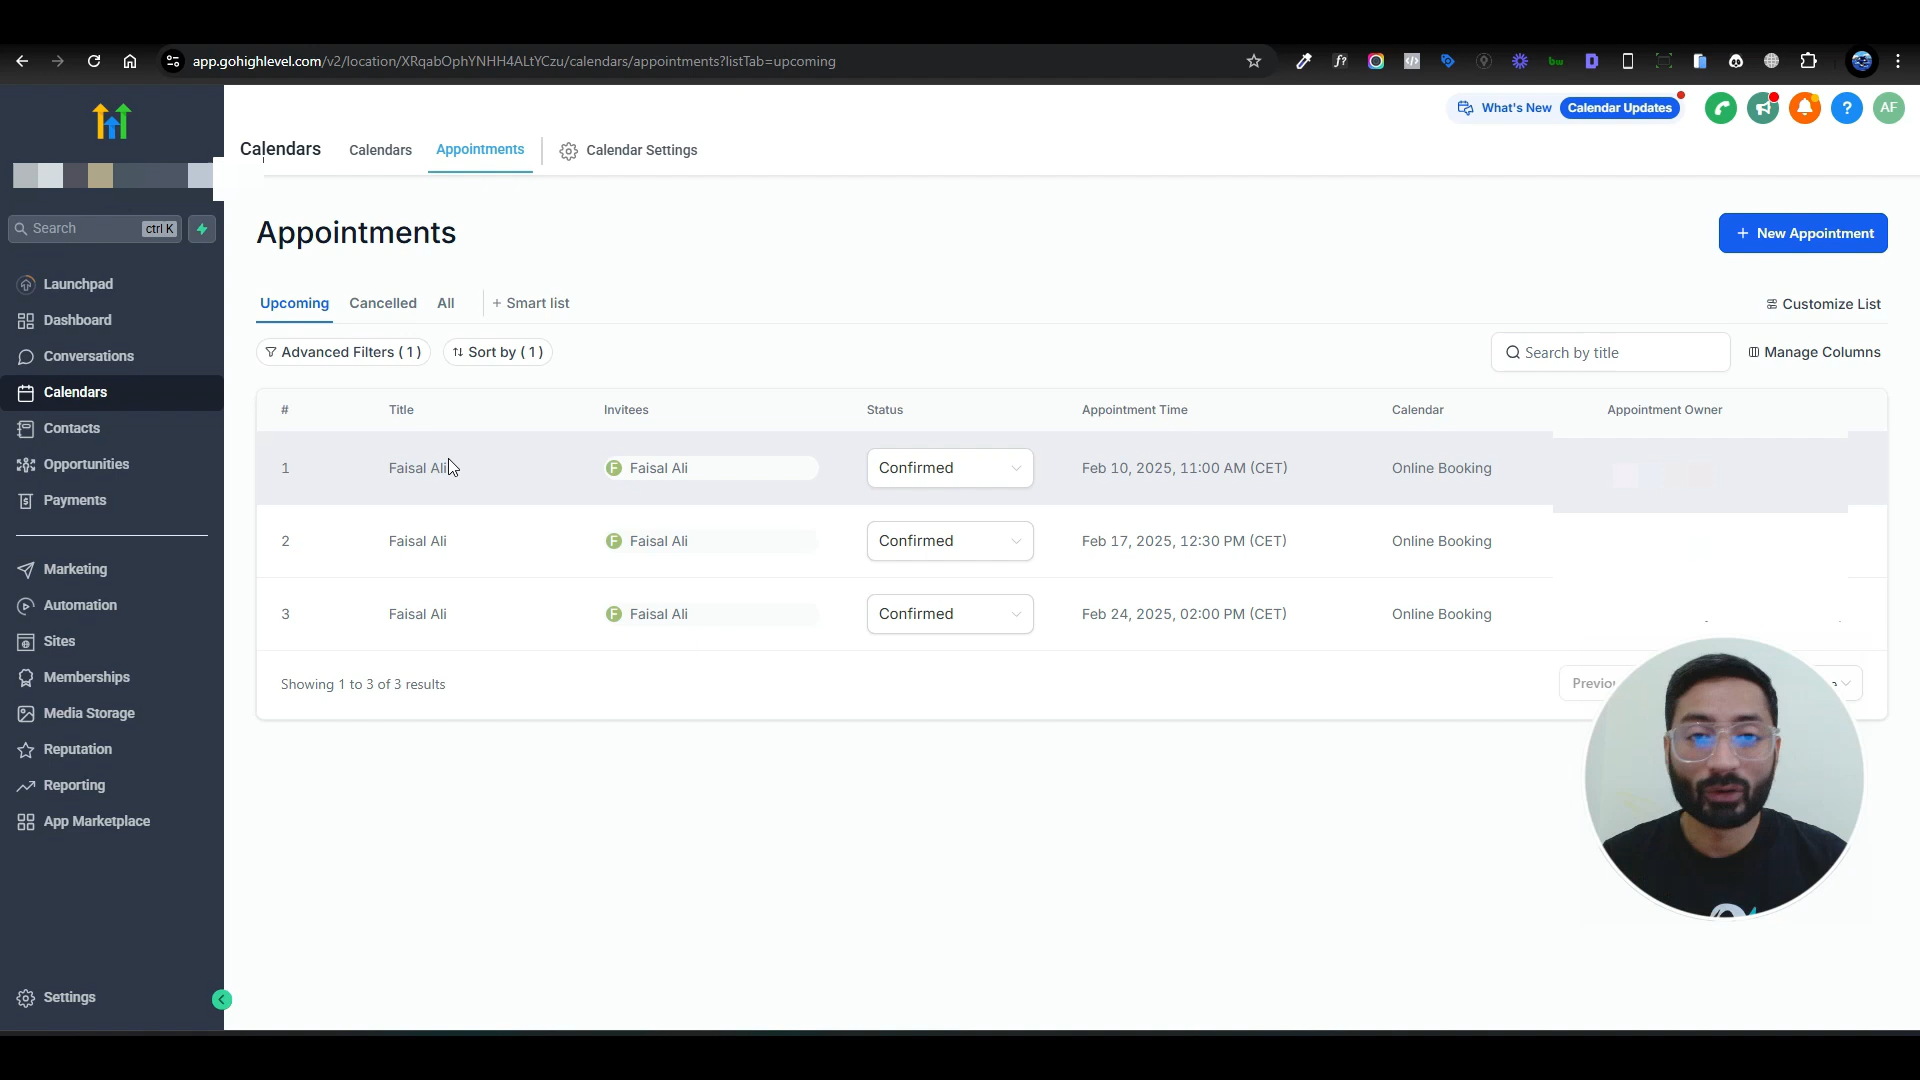 app.gohighlevel.com/v2/location/XRqabOphYNHH4ALtYCzu/calendars/appointments?listTab=upcoming
What's New Calendar Updates
AF
Calendars Calendars Appointments Calendar Settings
Search ctrl K
Launchpad
Dashboard
Conversations
Calendars
Contacts
Opportunities
Payments
Marketing
Automation
Sites
Memberships
Media Storage
Reputation
Reporting
App Marketplace
Settings
Appointments
+ New Appointment
Upcoming Cancelled All + Smart list
Customize List
Advanced Filters ( 1 ) Sort by ( 1 )
Search by title
Manage Columns
# Title Invitees Status Appointment Time Calendar Appointment Owner
1 Faisal Ali F Faisal Ali Confirmed Feb 10, 2025, 11:00 AM (CET) Online Booking
2 Faisal Ali F Faisal Ali Confirmed Feb 17, 2025, 12:30 PM (CET) Online Booking
3 Faisal Ali F Faisal Ali Confirmed Feb 24, 2025, 02:00 PM (CET) Online Booking
Showing 1 to 3 of 3 results